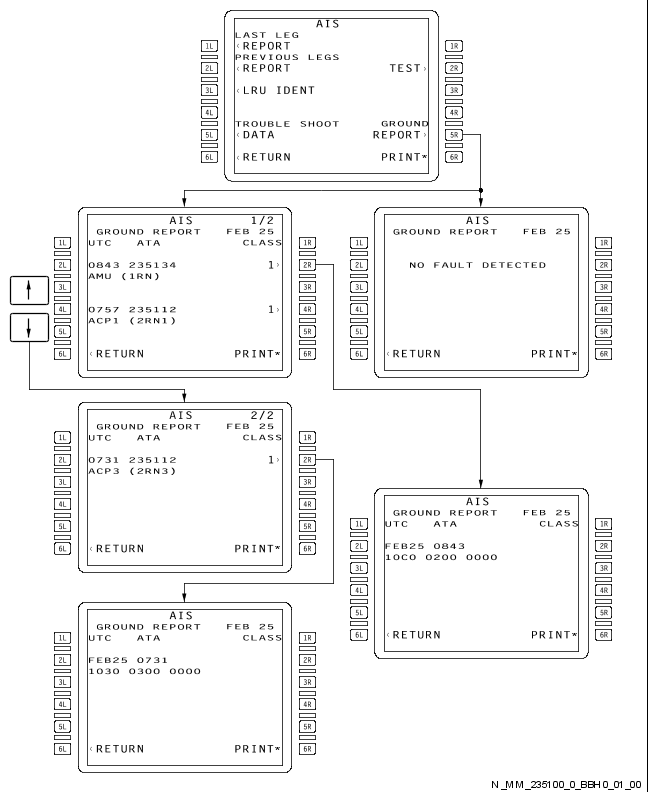 AIS
LAST LEG
1L ‹REPORT 1R
PREVIOUS LEGS
2L ‹REPORT TEST› 2R
3L ‹LRU IDENT 3R
4L 4R
TROUBLE SHOOT GROUND
5L ‹DATA REPORT› 5R
6L ‹RETURN PRINT* 6R
AIS 1/2
GROUND REPORT FEB 25
1L UTC ATA CLASS 1R
2L 0843 235134 1› 2R
AMU (1RN)
3L 3R
4L 0757 235112 1› 4R
ACP1 (2RN1)
5L 5R
6L ‹RETURN PRINT* 6R
AIS
GROUND REPORT FEB 25
1L 1R
2L NO FAULT DETECTED 2R
3L 3R
4L 4R
5L 5R
6L ‹RETURN PRINT* 6R
AIS 2/2
GROUND REPORT FEB 25
1L UTC ATA CLASS 1R
2L 0731 235112 1› 2R
ACP3 (2RN3)
3L 3R
4L 4R
5L 5R
6L ‹RETURN PRINT* 6R
AIS
GROUND REPORT FEB 25
1L UTC ATA CLASS 1R
2L FEB25 0843 2R
10C0 0200 0000
3L 3R
4L 4R
5L 5R
6L ‹RETURN PRINT* 6R
AIS
GROUND REPORT FEB 25
1L UTC ATA CLASS 1R
2L FEB25 0731 2R
1030 0300 0000
3L 3R
4L 4R
5L 5R
6L ‹RETURN PRINT* 6R
N_MM_235100_0_BBH0_01_00